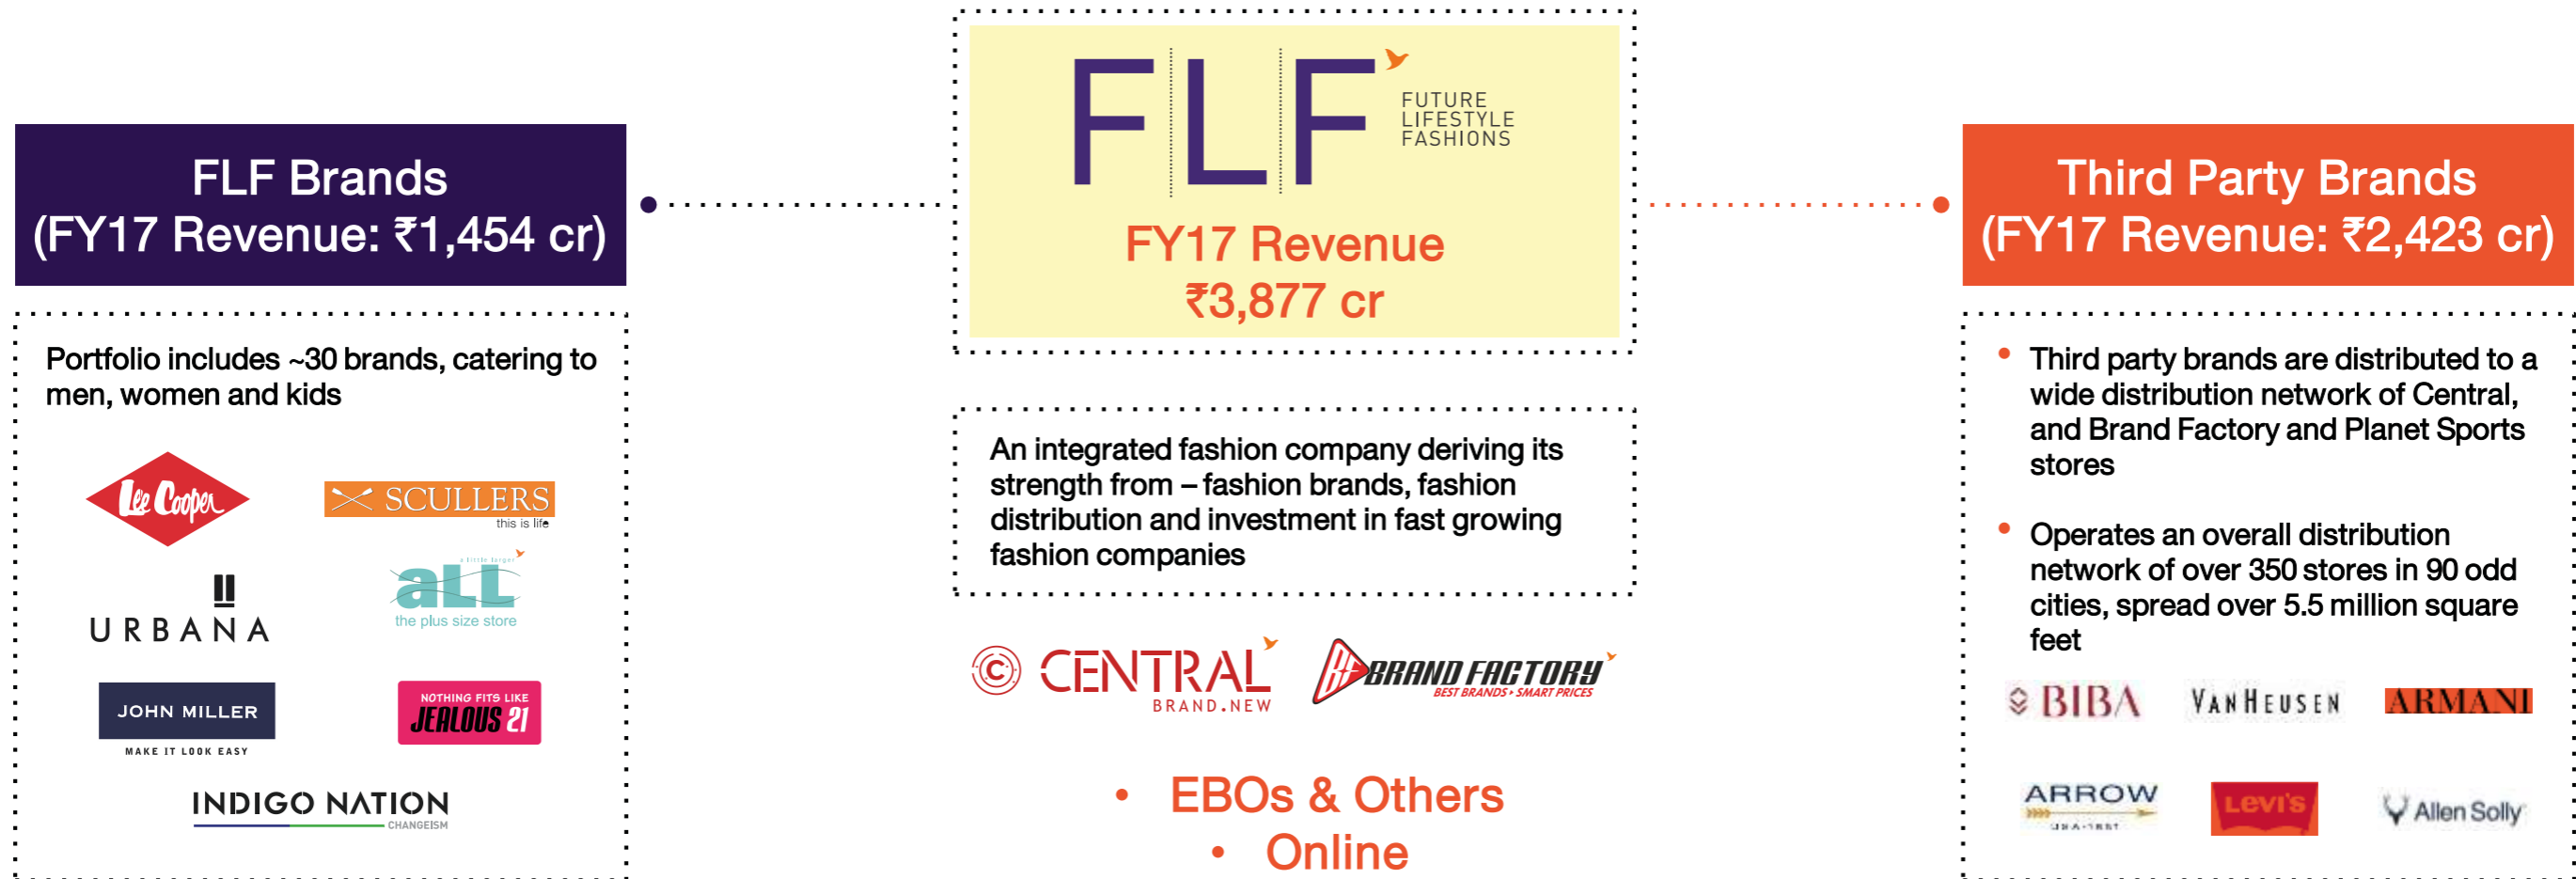 FLF Brands
(FY17 Revenue: ₹1,454 cr)
Portfolio includes ~30 brands, catering to
men, women and kids
Lee Cooper
SCULLERS
this is life
URBANA
a little larger
aLL
the plus size store
JOHN MILLER
MAKE IT LOOK EASY
NOTHING FITS LIKE
JEALOUS 21
INDIGO NATION
CHANGEISM
FLF
FUTURE
LIFESTYLE
FASHIONS
FY17 Revenue
₹3,877 cr
An integrated fashion company deriving its
strength from – fashion brands, fashion
distribution and investment in fast growing
fashion companies
C CENTRAL
BRAND.NEW
BF BRAND FACTORY
BEST BRANDS • SMART PRICES
• EBOs & Others
• Online
Third Party Brands
(FY17 Revenue: ₹2,423 cr)
• Third party brands are distributed to a
wide distribution network of Central,
and Brand Factory and Planet Sports
stores
• Operates an overall distribution
network of over 350 stores in 90 odd
cities, spread over 5.5 million square
feet
BIBA
VAN HEUSEN
ARMANI
ARROW
Levi's
Allen Solly